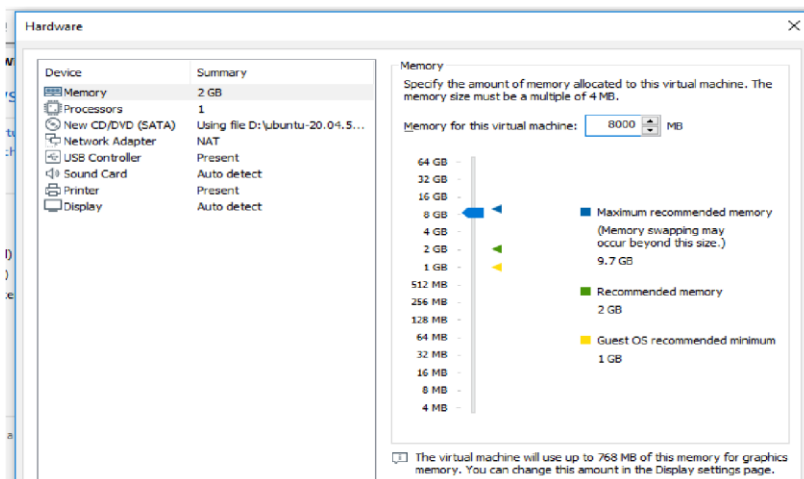 Hardware
Device Summary
Memory 2 GB
Processors 1
New CD/DVD (SATA) Using file D:\ubuntu-20.04.5...
Network Adapter NAT
USB Controller Present
Sound Card Auto detect
Printer Present
Display Auto detect
Memory
Specify the amount of memory allocated to this virtual machine. The
memory size must be a multiple of 4 MB.
Memory for this virtual machine: 8000 MB
64 GB
32 GB
16 GB
8 GB
4 GB
2 GB
1 GB
512 MB
256 MB
128 MB
64 MB
32 MB
16 MB
8 MB
4 MB
Maximum recommended memory
(Memory swapping may
occur beyond this size.)
9.7 GB
Recommended memory
2 GB
Guest OS recommended minimum
1 GB
The virtual machine will use up to 768 MB of this memory for graphics
memory. You can change this amount in the Display settings page.